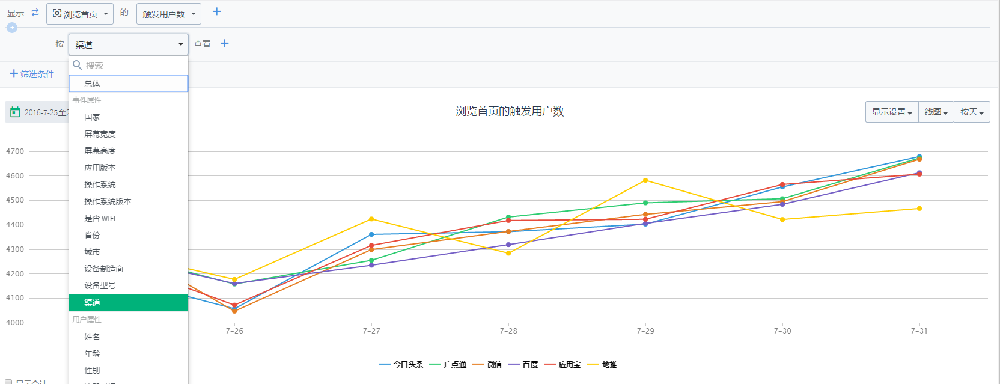 显示 浏览首页 的 触发用户数 +
按 渠道 查看 +
搜索
+ 筛选条件
总体
事件属性
2016-7-25至2
浏览首页的触发用户数
显示设置 线图 按天
国家
屏幕宽度
屏幕高度
应用版本
操作系统
操作系统版本
是否 WIFI
省份
城市
设备制造商
设备型号
渠道
用户属性
姓名
年龄
性别
4700
4600
4500
4400
4300
4200
4100
4000
7-26 7-27 7-28 7-29 7-30 7-31
今日头条 广点通 微信 百度 应用宝 地推
显示合计